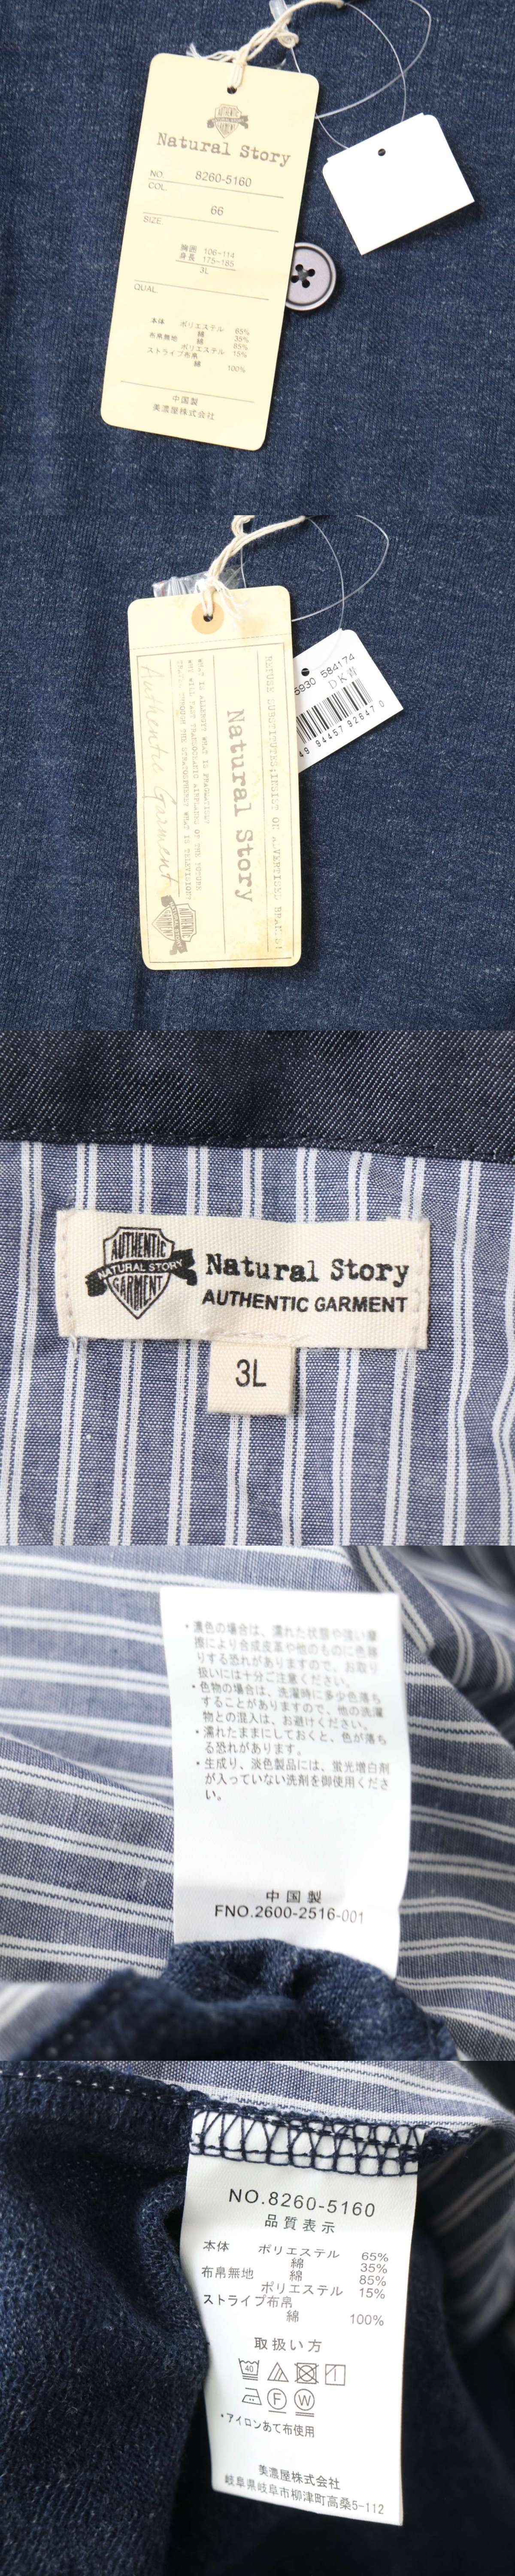 AUTHENTIC
NATURAL STORY
GARMENT
Natural Story
NO. 8260-5160
COL.
66
SIZE.
胸囲 106-114
身長 175-185
3L
QUAL.
本体 ポリエステル 65%
綿 35%
布帛無地 綿 85%
ポリエステル 15%
ストライプ布帛
綿 100%
中国製
美濃屋株式会社
Natural Story
Authentic Garment
AUTHENTIC
GARMENT
5930 584174
DK青
49 94457 92647 0
AUTHENTIC
NATURAL STORY
GARMENT
Natural Story
AUTHENTIC GARMENT
3L
・濃色の場合は、濡れた状態や強い摩
擦により合成皮革や他のものに色移
りする恐れがありますので、お取り
扱いには十分ご注意ください。
・色物の場合は、洗濯時に多少色落ち
することがありますので、他の洗濯
物との混入は、お避けください。
・濡れたままにしておくと、色が落ち
る恐れがあります。
・生成り、淡色製品には、蛍光増白剤
が入っていない洗剤を御使用くださ
い。
中国製
FNO.2600-2516-001
NO.8260-5160
品質表示
本体 ポリエステル 65%
綿 35%
布帛無地 綿 85%
ポリエステル 15%
ストライプ布帛
綿 100%
取扱い方
40
F W
・アイロンあて布使用
美濃屋株式会社
岐阜県岐阜市柳津町高桑5-112